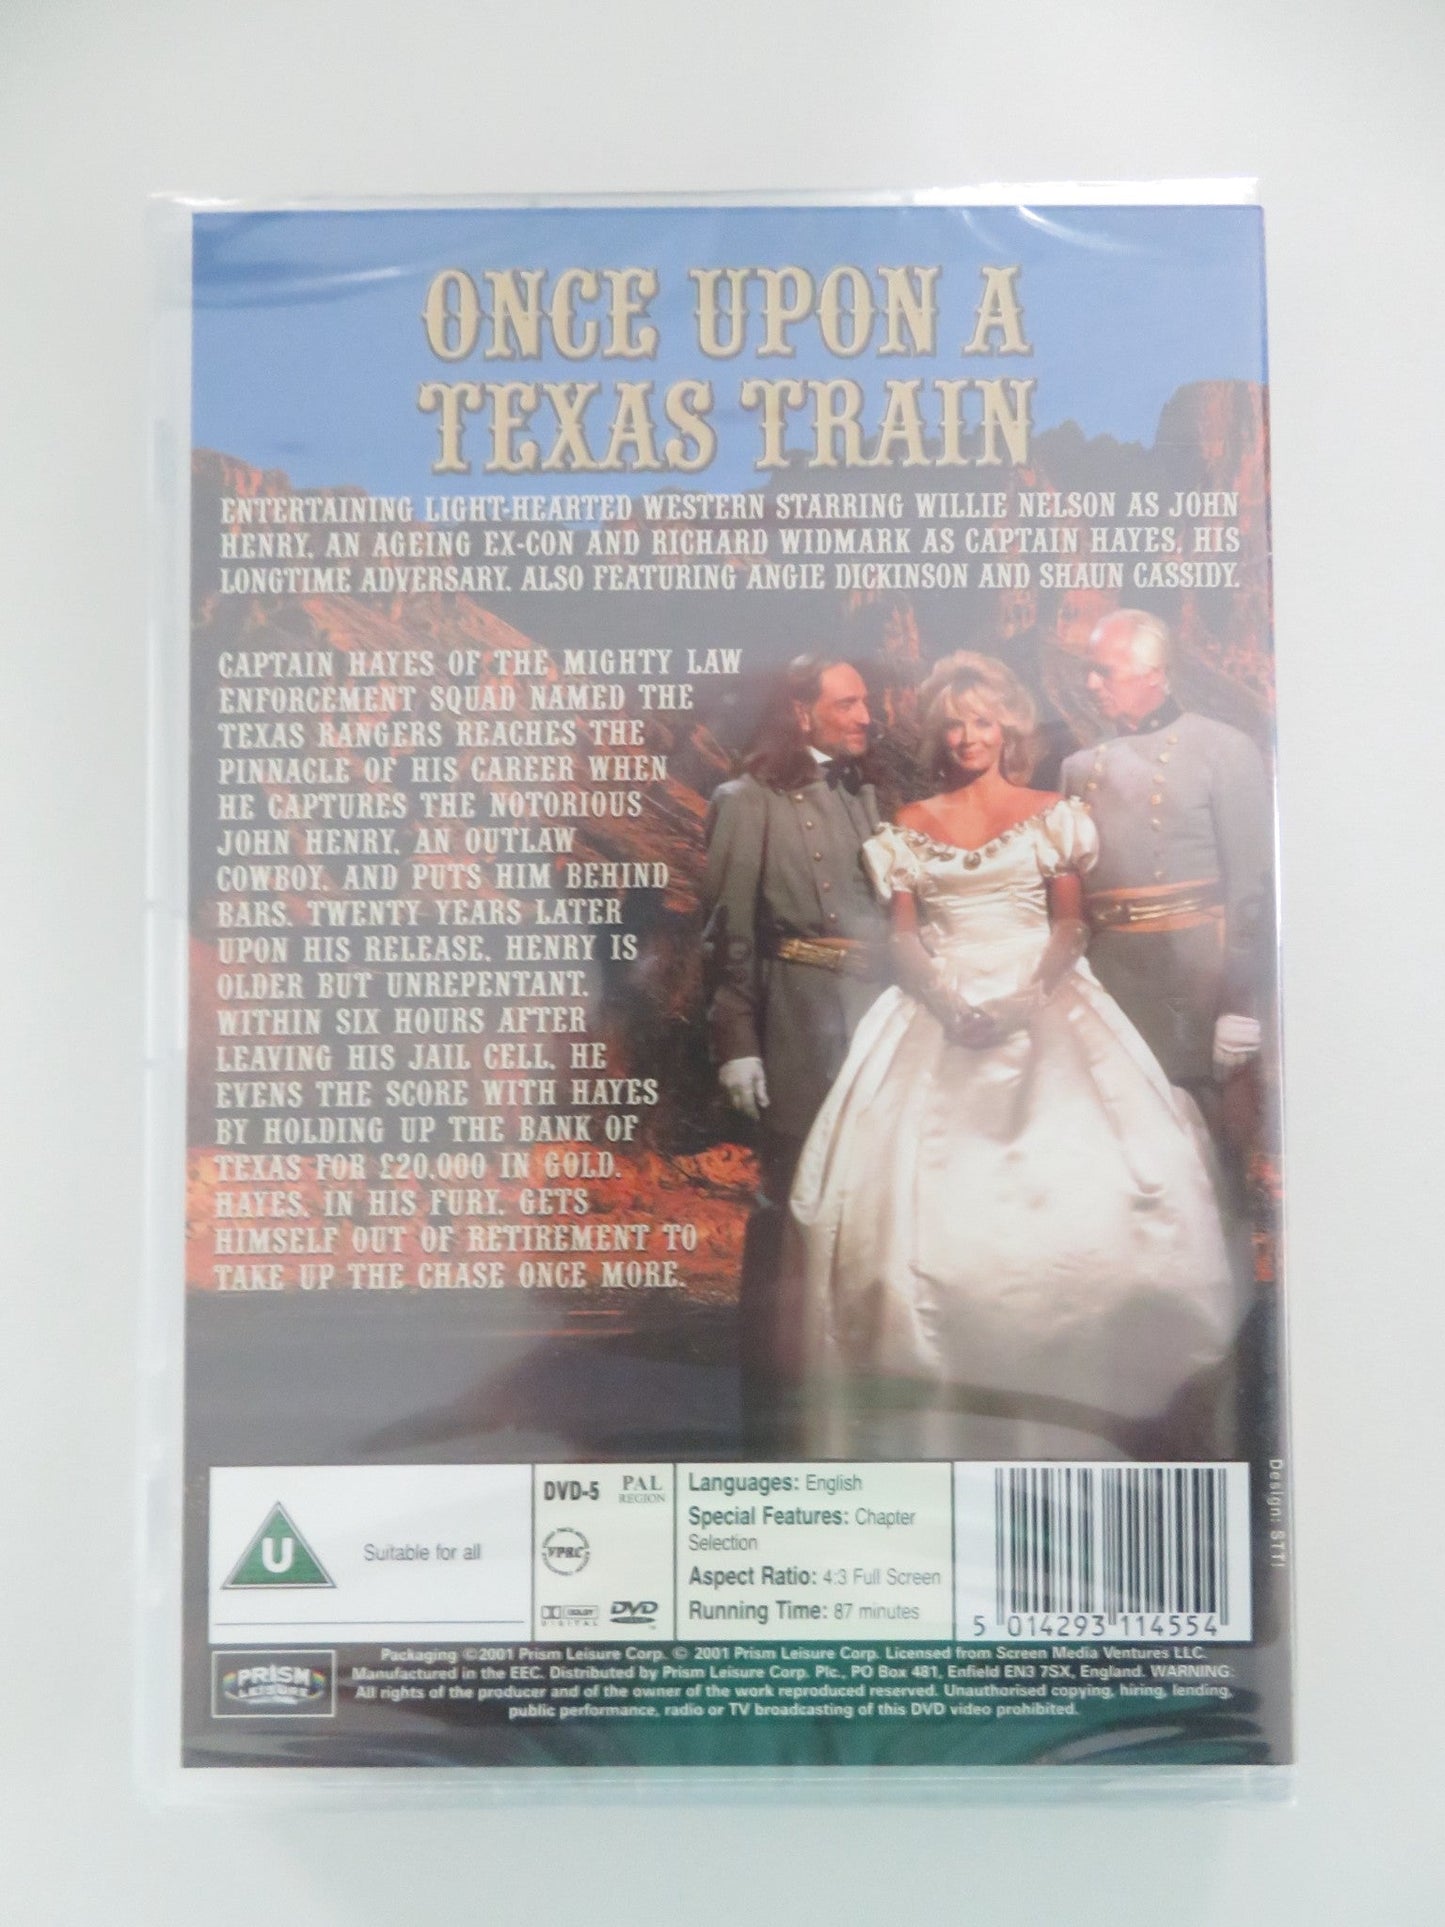 ONCE UPON A
TEXAS TRAIN
ENTERTAINING LIGHT-HEARTED WESTERN STARRING WILLIE NELSON AS JOHN
HENRY, AN AGEING EX-CON AND RICHARD WIDMARK AS CAPTAIN HAYES, HIS
LONGTIME ADVERSARY. ALSO FEATURING ANGIE DICKINSON AND SHAUN CASSIDY.
CAPTAIN HAYES OF THE MIGHTY LAW
ENFORCEMENT SQUAD NAMED THE
TEXAS RANGERS REACHES THE
PINNACLE OF HIS CAREER WHEN
HE CAPTURES THE NOTORIOUS
JOHN HENRY, AN OUTLAW
COWBOY, AND PUTS HIM BEHIND
BARS. TWENTY YEARS LATER
UPON HIS RELEASE, HENRY IS
OLDER BUT UNREPENTANT.
WITHIN SIX HOURS AFTER
LEAVING HIS JAIL CELL, HE
EVENS THE SCORE WITH HAYES
BY HOLDING UP THE BANK OF
TEXAS FOR £20,000 IN GOLD.
HAYES, IN HIS FURY, GETS
HIMSELF OUT OF RETIREMENT TO
TAKE UP THE CHASE ONCE MORE.
U
Suitable for all
DVD-5 PAL
REGION
VPRC
DOLBY
DIGITAL
DVD
Languages: English
Special Features: Chapter
Selection
Aspect Ratio: 4:3 Full Screen
Running Time: 87 minutes
5 014293 114554
Design: STTI
PRISM
LEISURE
Packaging ©2001 Prism Leisure Corp. © 2001 Prism Leisure Corp. Licensed from Screen Media Ventures LLC.
Manufactured in the EEC. Distributed by Prism Leisure Corp. Plc., PO Box 481, Enfield EN3 7SX, England. WARNING:
All rights of the producer and of the owner of the work reproduced reserved. Unauthorised copying, hiring, lending,
public performance, radio or TV broadcasting of this DVD video prohibited.